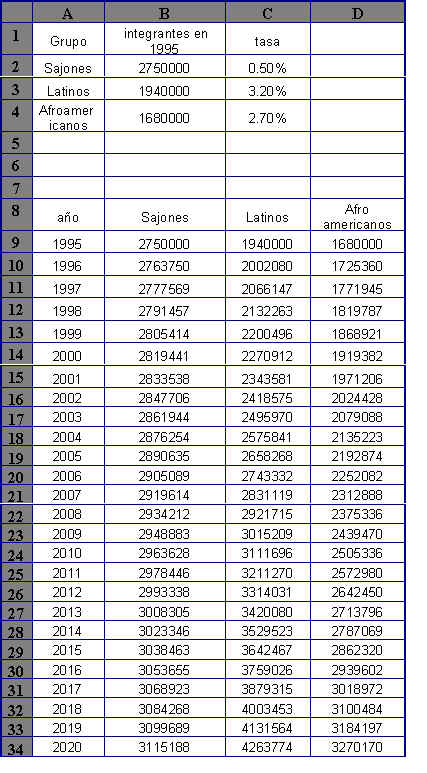 A B C D
1 Grupo integrantes en 1995 tasa
2 Sajones 2750000 0.50%
3 Latinos 1940000 3.20%
4 Afroamer icanos 1680000 2.70%
5
6
7
8 año Sajones Latinos Afro americanos
9 1995 2750000 1940000 1680000
10 1996 2763750 2002080 1725360
11 1997 2777569 2066147 1771945
12 1998 2791457 2132263 1819787
13 1999 2805414 2200496 1868921
14 2000 2819441 2270912 1919382
15 2001 2833538 2343581 1971206
16 2002 2847706 2418575 2024428
17 2003 2861944 2495970 2079088
18 2004 2876254 2575841 2135223
19 2005 2890635 2658268 2192874
20 2006 2905089 2743332 2252082
21 2007 2919614 2831119 2312888
22 2008 2934212 2921715 2375336
23 2009 2948883 3015209 2439470
24 2010 2963628 3111696 2505336
25 2011 2978446 3211270 2572980
26 2012 2993338 3314031 2642450
27 2013 3008305 3420080 2713796
28 2014 3023346 3529523 2787069
29 2015 3038463 3642467 2862320
30 2016 3053655 3759026 2939602
31 2017 3068923 3879315 3018972
32 2018 3084268 4003453 3100484
33 2019 3099689 4131564 3184197
34 2020 3115188 4263774 3270170